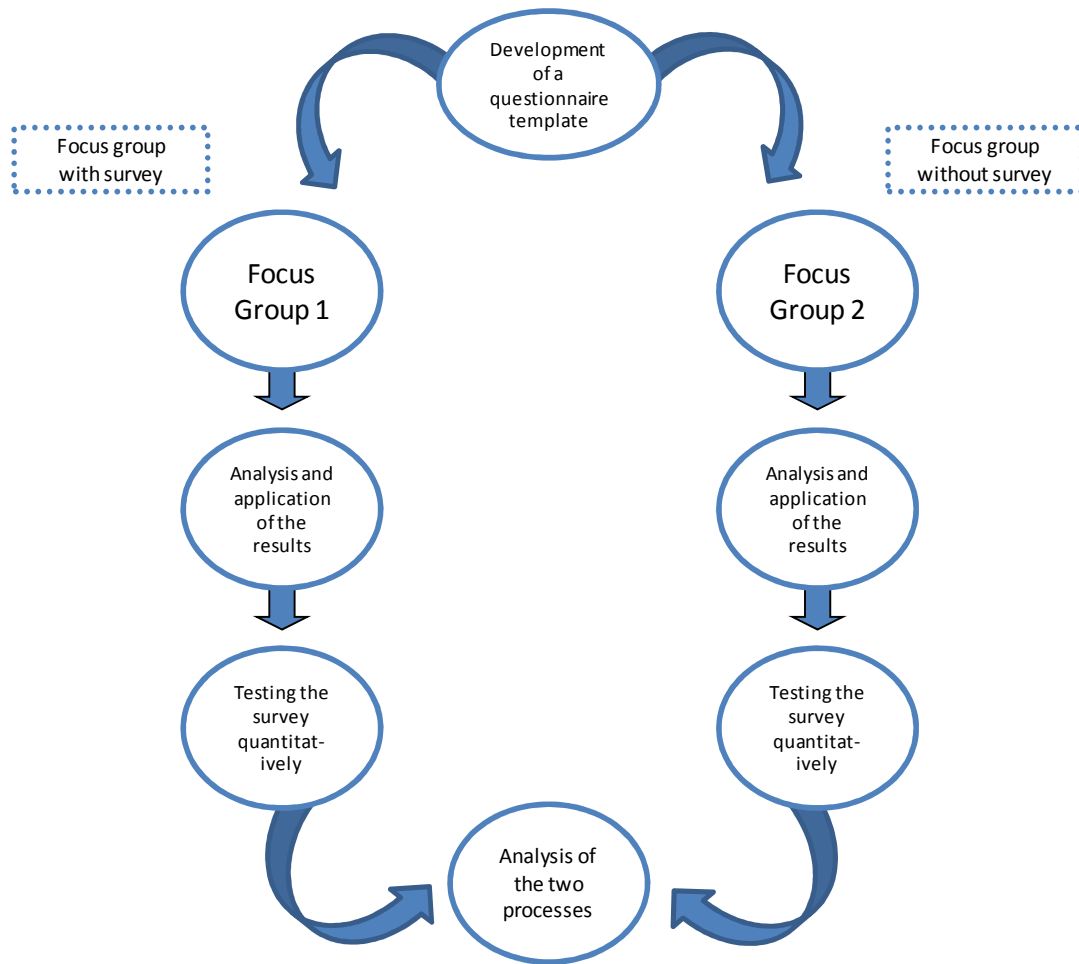 Development
of a
questionnaire
template
Focus group
with survey
Focus group
without survey
Focus
Group 1
Focus
Group 2
Analysis and
application
of the
results
Analysis and
application
of the
results
Testing the
survey
quantitat-
ively
Testing the
survey
quantitat-
ively
Analysis of
the two
processes